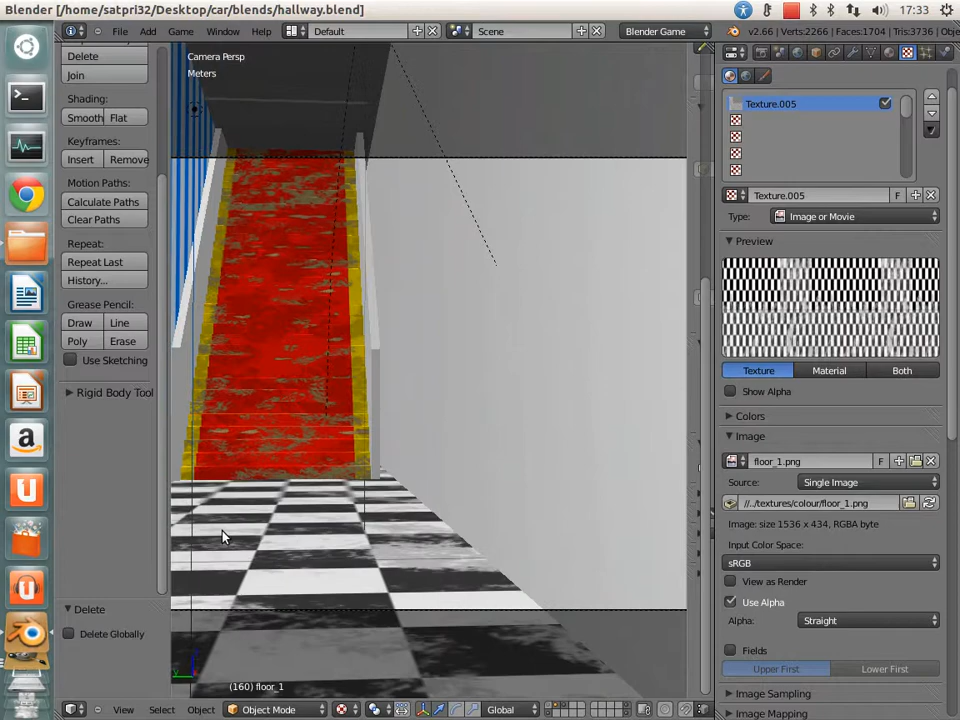 Blender [/home/satpri32/Desktop/car/blends/hallway.blend]
17:33
File Add Game Window Help
Default
Scene
Blender Game
v2.66 | Verts:2266 | Faces:1704 | Tris:3736 |
Delete
Join
Shading:
Smooth Flat
Keyframes:
Insert Remove
Motion Paths:
Calculate Paths
Clear Paths
Repeat:
Repeat Last
History...
Grease Pencil:
Draw Line
Poly Erase
Use Sketching
Rigid Body Tool
Delete
Delete Globally
Camera Persp
Meters
(160) floor_1
View Select Object
Object Mode
Global
Texture.005
Texture.005
F
Type: Image or Movie
Preview
Texture Material Both
Show Alpha
Colors
Image
floor_1.png
F
Source: Single Image
//../textures/colour/floor_1.png
Image: size 1536 x 434, RGBA byte
Input Color Space:
sRGB
View as Render
Use Alpha
Alpha: Straight
Fields
Upper First Lower First
Image Sampling
Image Mapping